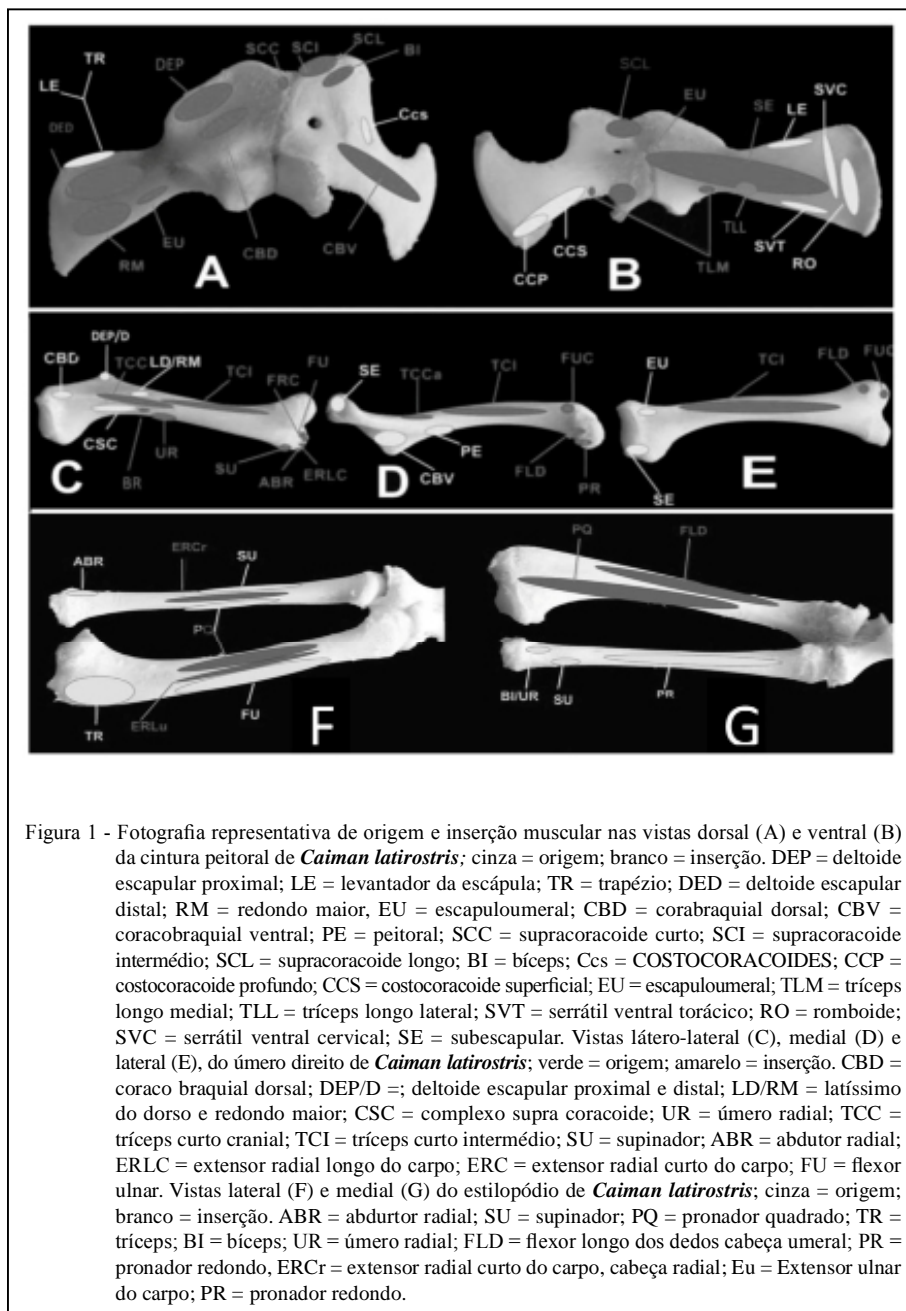 SCC SCI SCL BI
TR DEP
LE
DED
Ccs
RM EU CBD CBV
A
SCL EU SE LE SVC
CCP CCS TLM TLL SVT RO
B
DEP/D
CBD TCC LD/RM TCI FRC FU
CSC BR UR SU ABR ERLC
C
SE TCCa TCI FUC
CBV PE FLD PR
D
EU TCI FLD FUC
SE
E
ABR ERCr SU
PQ
TR ERLu FU
F
PQ FLD
BI/UR SU PR
G
Figura 1 - Fotografia representativa de origem e inserção muscular nas vistas dorsal (A) e ventral (B)
da cintura peitoral de Caiman latirostris; cinza = origem; branco = inserção. DEP = deltoide
escapular proximal; LE = levantador da escápula; TR = trapézio; DED = deltoide escapular
distal; RM = redondo maior, EU = escapuloumeral; CBD = corabraquial dorsal; CBV =
coracobraquial ventral; PE = peitoral; SCC = supracoracoide curto; SCI = supracoracoide
intermédio; SCL = supracoracoide longo; BI = bíceps; Ccs = COSTOCORACOIDES; CCP =
costocoracoide profundo; CCS = costocoracoide superficial; EU = escapuloumeral; TLM = tríceps
longo medial; TLL = tríceps longo lateral; SVT = serrátil ventral torácico; RO = romboide;
SVC = serrátil ventral cervical; SE = subescapular. Vistas látero-lateral (C), medial (D) e
lateral (E), do úmero direito de Caiman latirostris; verde = origem; amarelo = inserção. CBD =
coraco braquial dorsal; DEP/D =; deltoide escapular proximal e distal; LD/RM = latíssimo
do dorso e redondo maior; CSC = complexo supra coracoide; UR = úmero radial; TCC =
tríceps curto cranial; TCI = tríceps curto intermédio; SU = supinador; ABR = abdutor radial;
ERLC = extensor radial longo do carpo; ERC = extensor radial curto do carpo; FU = flexor
ulnar. Vistas lateral (F) e medial (G) do estilopódio de Caiman latirostris; cinza = origem;
branco = inserção. ABR = abdurtor radial; SU = supinador; PQ = pronador quadrado; TR =
tríceps; BI = bíceps; UR = úmero radial; FLD = flexor longo dos dedos cabeça umeral; PR =
pronador redondo, ERCr = extensor radial curto do carpo, cabeça radial; Eu = Extensor ulnar
do carpo; PR = pronador redondo.